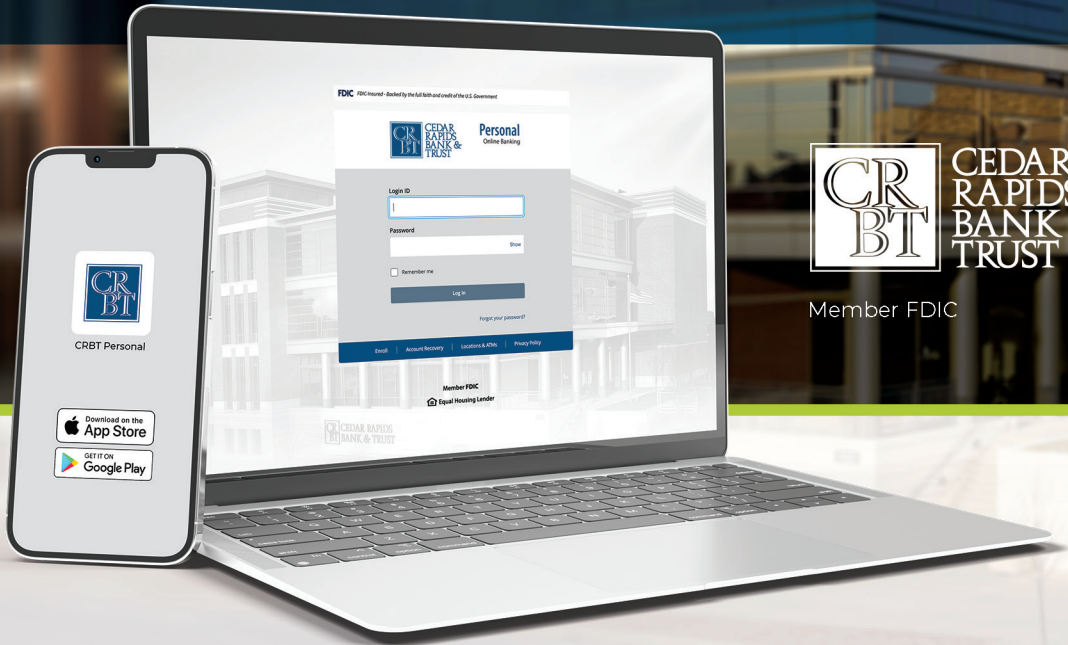 CR
BT
CRBT Personal
Download on the
App Store
GET IT ON
Google Play
FDIC FDIC-Insured - Backed by the full faith and credit of the U.S. Government
CR
BT
CEDAR
RAPIDS
BANK &
TRUST
Personal
Online Banking
Login ID
Password
Show
Remember me
Log In
Forgot your password?
Enroll | Account Recovery | Locations & ATMs | Privacy Policy
Member FDIC
Equal Housing Lender
CR
BT
CEDAR RAPIDS
BANK & TRUST
CR
BT
CEDAR
RAPIDS
BANK
TRUST
Member FDIC